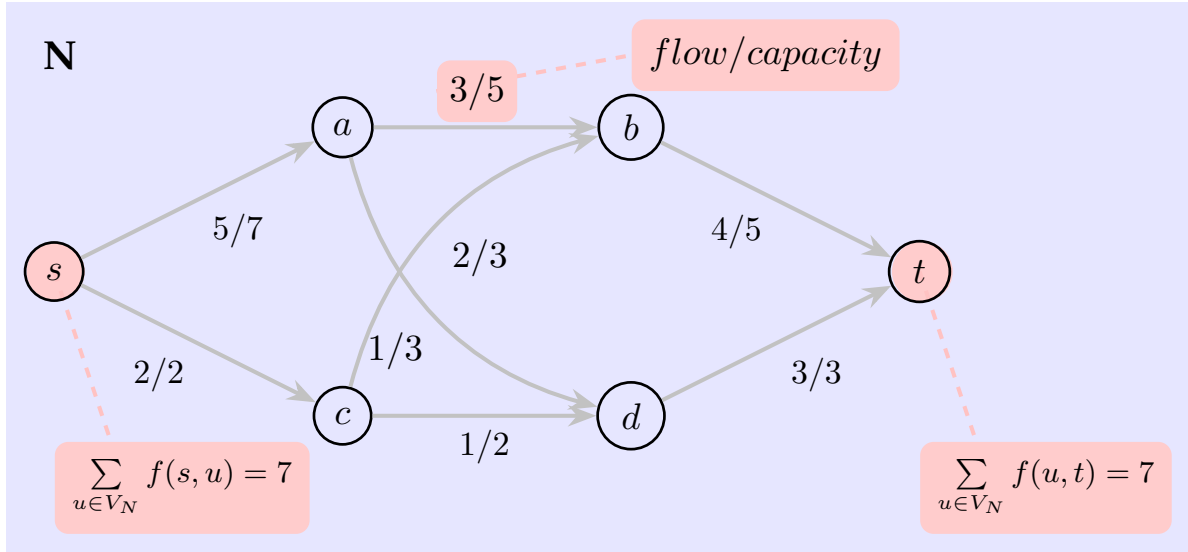 N
flow/capacity
3/5
a
b
5/7
4/5
2/3
s
t
1/3
2/2
3/3
c
d
1/2
∑ f(s, u) = 7
u∈V_N
∑ f(u, t) = 7
u∈V_N